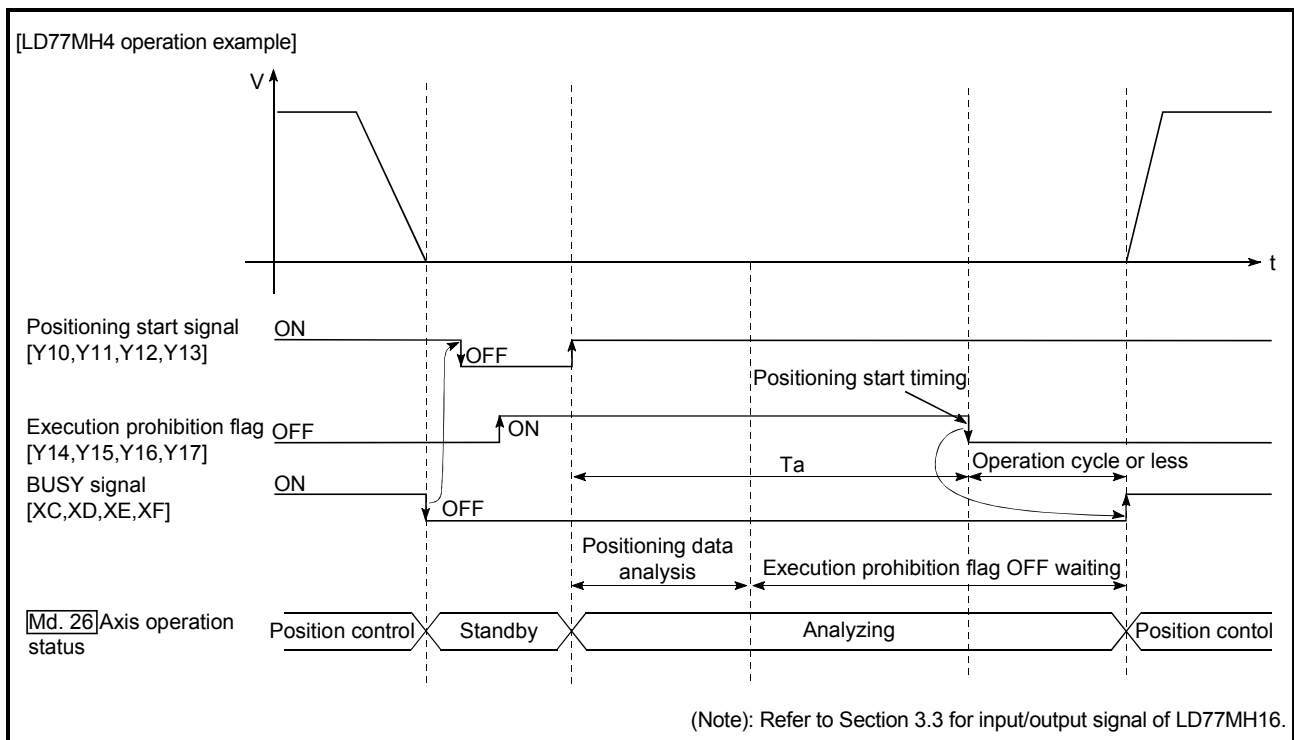 [LD77MH4 operation example]
V
t
Positioning start signal
[Y10,Y11,Y12,Y13]
ON
OFF
Positioning start timing
Execution prohibition flag
[Y14,Y15,Y16,Y17]
OFF
ON
Ta
Operation cycle or less
BUSY signal
[XC,XD,XE,XF]
ON
OFF
Positioning data
analysis
Execution prohibition flag OFF waiting
Md. 26 Axis operation
status
Position control
Standby
Analyzing
Position contol
(Note): Refer to Section 3.3 for input/output signal of LD77MH16.